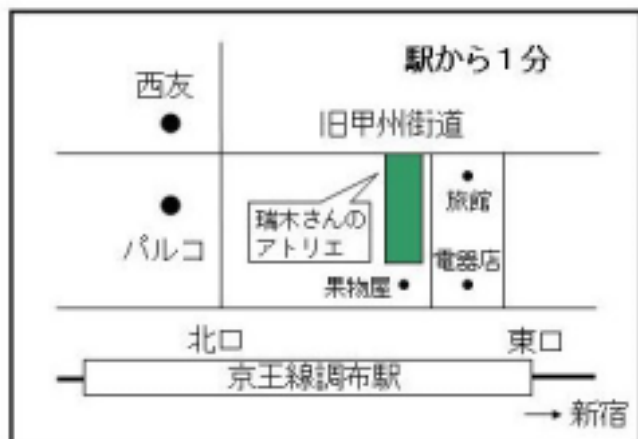 駅から1分
西友
旧甲州街道
パルコ
瑞木さんの
アトリエ
旅館
電器店
果物屋
北口
東口
京王線調布駅
→ 新宿